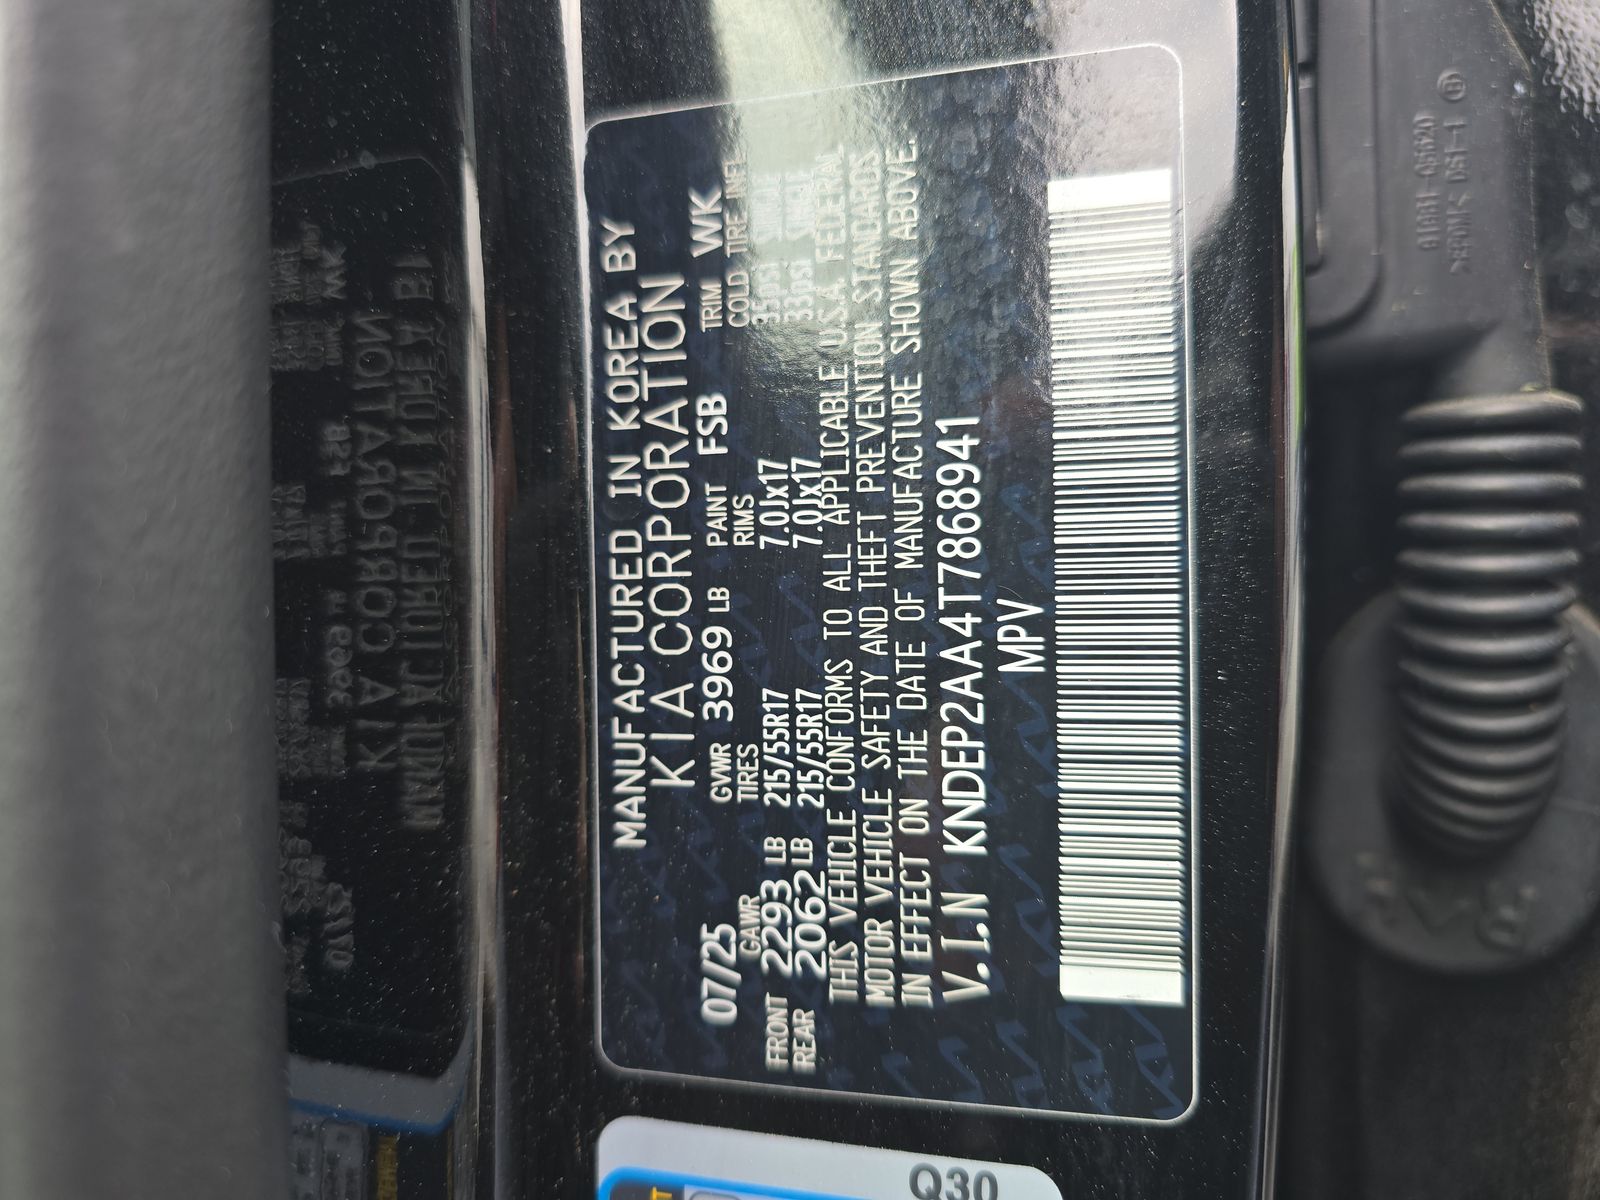 MANUFACTURED IN KOREA BY
KIA CORPORATION
07/25 GVWR 3969 LB PAINT FSB TRIM WK
GAWR TIRES RIMS COLD TIRE INFL
FRONT 2293 LB 215/55R17 7.0Jx17 35psi SINGLE
REAR 2062 LB 215/55R17 7.0Jx17 33psi SINGLE
THIS VEHICLE CONFORMS TO ALL APPLICABLE U.S.A FEDERAL
MOTOR VEHICLE SAFETY AND THEFT PREVENTION STANDARDS
IN EFFECT ON THE DATE OF MANUFACTURE SHOWN ABOVE.
V.I.N KNDEP2AA4T7868941
MPV
Q30